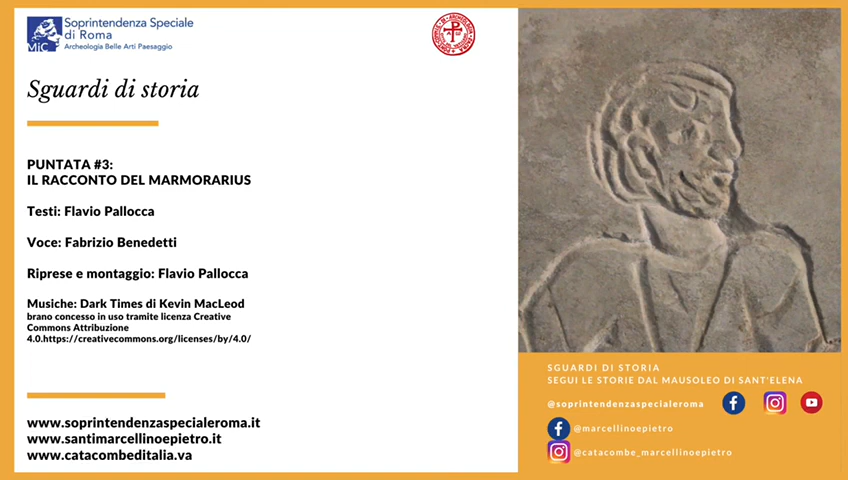 Soprintendenza Speciale
di Roma
MiC
Archeologia Belle Arti Paesaggio
Sguardi di storia
PUNTATA #3:
IL RACCONTO DEL MARMORARIUS
Testi: Flavio Pallocca
Voce: Fabrizio Benedetti
Riprese e montaggio: Flavio Pallocca
Musiche: Dark Times di Kevin MacLeod
brano concesso in uso tramite licenza Creative
Commons Attribuzione
4.0.https://creativecommons.org/licenses/by/4.0/
www.soprintendenzaspecialeroma.it
www.santimarcellinoepietro.it
www.catacombeditalia.va
SGUARDI DI STORIA
SEGUI LE STORIE DAL MAUSOLEO DI SANT'ELENA
@soprintendenzaspecialeroma
@marcellinoepietro
@catacombe_marcellinoepietro